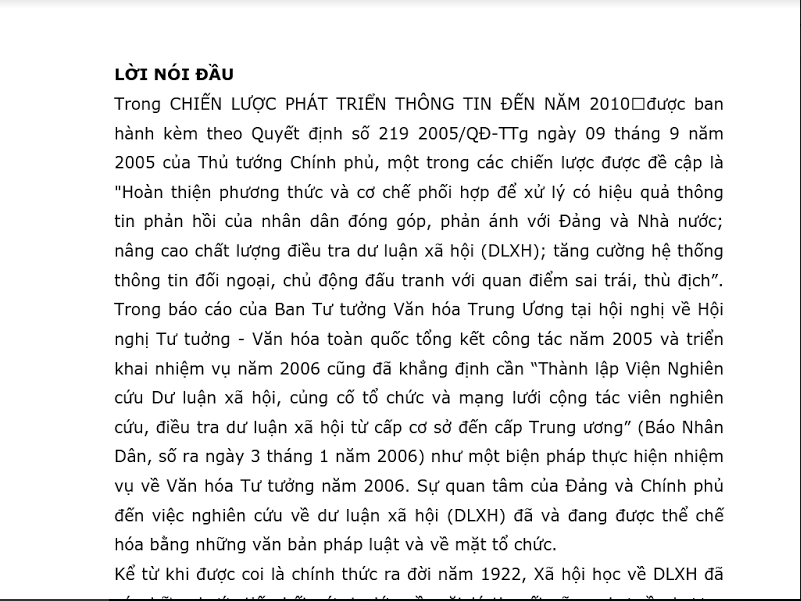 LỜI NÓI ĐẦU
Trong CHIẾN LƯỢC PHÁT TRIỂN THÔNG TIN ĐẾN NĂM 2010□được ban
hành kèm theo Quyết định số 219 2005/QĐ-TTg ngày 09 tháng 9 năm
2005 của Thủ tướng Chính phủ, một trong các chiến lược được đề cập là
"Hoàn thiện phương thức và cơ chế phối hợp để xử lý có hiệu quả thông
tin phản hồi của nhân dân đóng góp, phản ánh với Đảng và Nhà nước;
nâng cao chất lượng điều tra dư luận xã hội (DLXH); tăng cường hệ thống
thông tin đối ngoại, chủ động đấu tranh với quan điểm sai trái, thù địch”.
Trong báo cáo của Ban Tư tưởng Văn hóa Trung Ương tại hội nghị về Hội
nghị Tư tuởng - Văn hóa toàn quốc tổng kết công tác năm 2005 và triển
khai nhiệm vụ năm 2006 cũng đã khẳng định cần “Thành lập Viện Nghiên
cứu Dư luận xã hội, củng cố tổ chức và mạng lưới cộng tác viên nghiên
cứu, điều tra dư luận xã hội từ cấp cơ sở đến cấp Trung ương” (Báo Nhân
Dân, số ra ngày 3 tháng 1 năm 2006) như một biện pháp thực hiện nhiệm
vụ về Văn hóa Tư tưởng năm 2006. Sự quan tâm của Đảng và Chính phủ
đến việc nghiên cứu về dư luận xã hội (DLXH) đã và đang được thể chế
hóa bằng những văn bản pháp luật và về mặt tổ chức.
Kể từ khi được coi là chính thức ra đời năm 1922, Xã hội học về DLXH đã